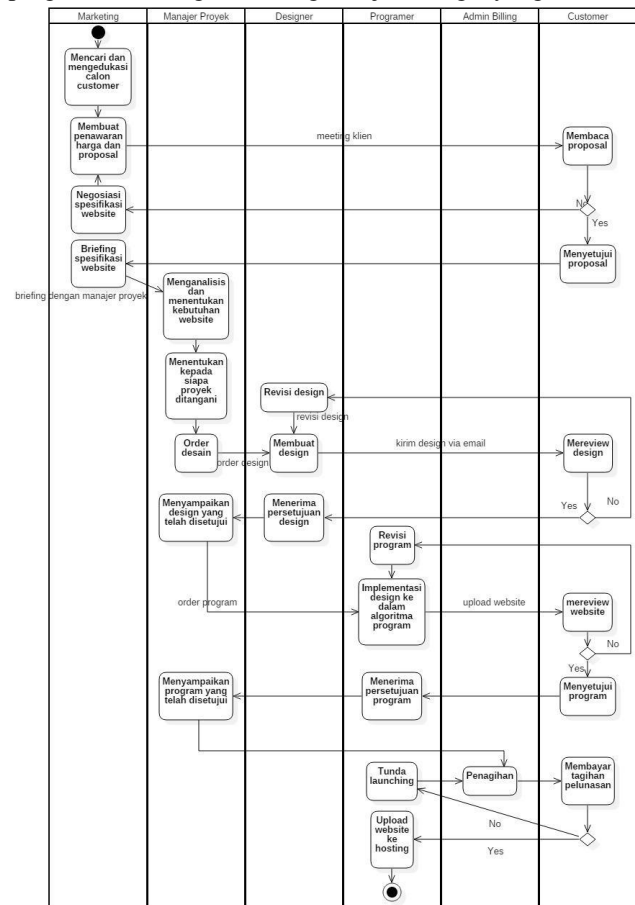 Marketing
Manajer Proyek
Designer
Programer
Admin Billing
Customer
Mencari dan
mengedukasi
calon
customer
Membuat
penawaran
harga dan
proposal
meeting klien
Membaca
proposal
Negosiasi
spesifikasi
website
No
Yes
Briefing
spesifikasi
website
Menyetujui
proposal
briefing dengan manajer proyek
Menganalisis
dan
menentukan
kebutuhan
website
Menentukan
kepada
siapa
proyek
ditangani
Revisi design
revisi design
Order
desain
order design
Membuat
design
kirim design via email
Mereview
design
Yes
No
Menyampaikan
design yang
telah disetujui
Menerima
persetujuan
design
Revisi
program
order program
Implementasi
design ke
dalam
algoritma
program
upload website
mereview
website
No
Yes
Menyampaikan
program yang
telah disetujui
Menerima
persetujuan
program
Menyetujui
program
Tunda
launching
Penagihan
Membayar
tagihan
pelunasan
No
Upload
website
ke
hosting
Yes